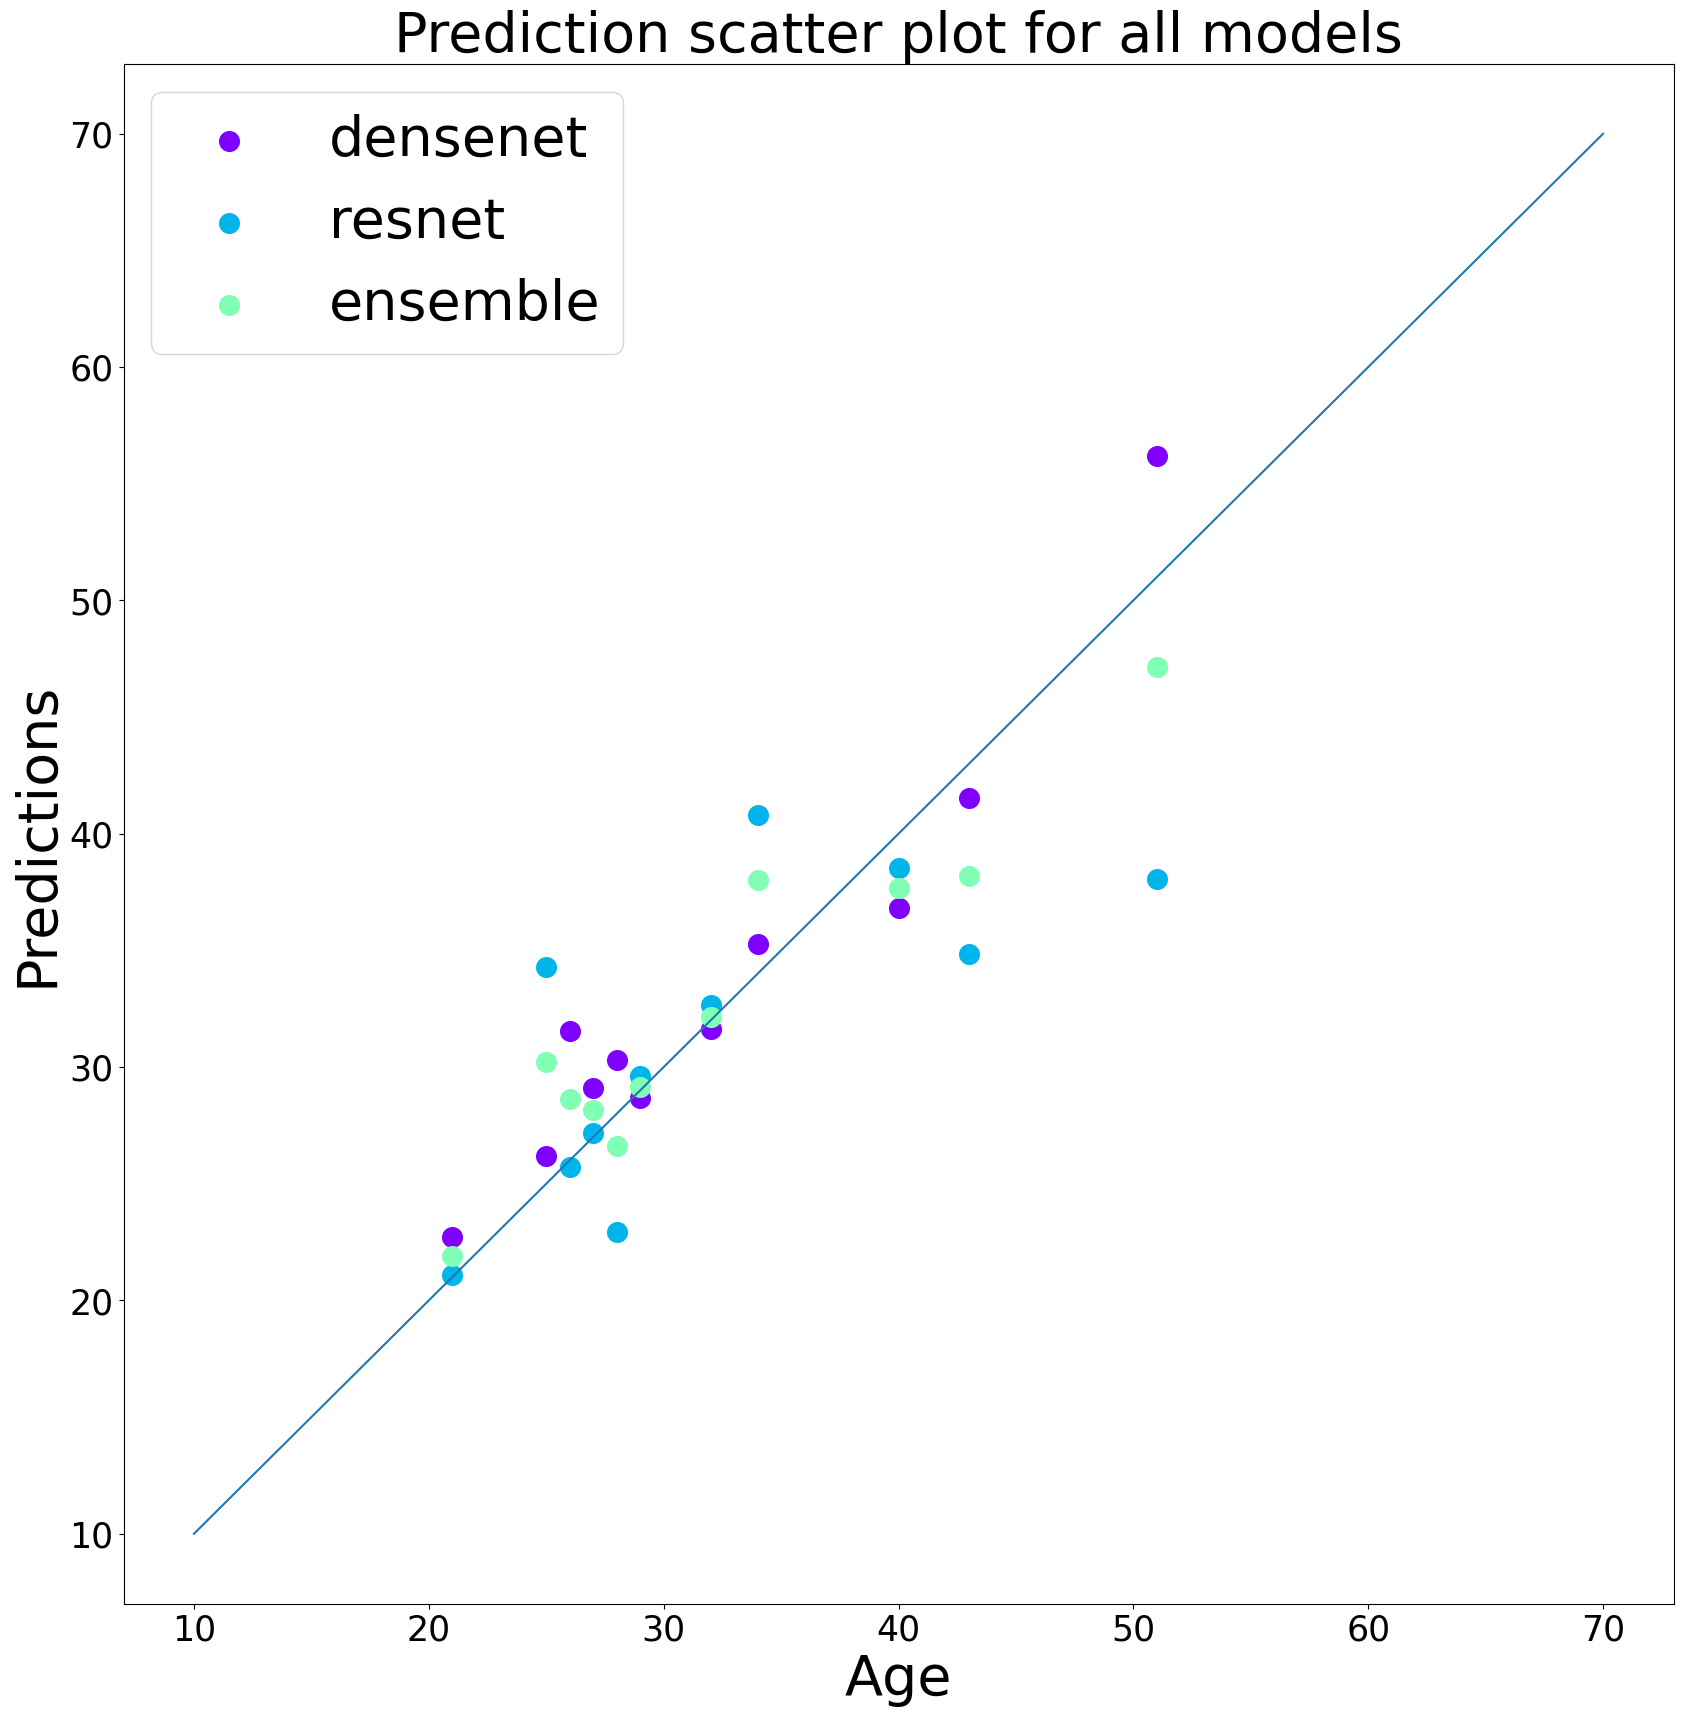 Prediction scatter plot for all models
densenet
resnet
ensemble
70
60
50
40
30
20
10
Predictions
10 20 30 40 50 60 70
Age